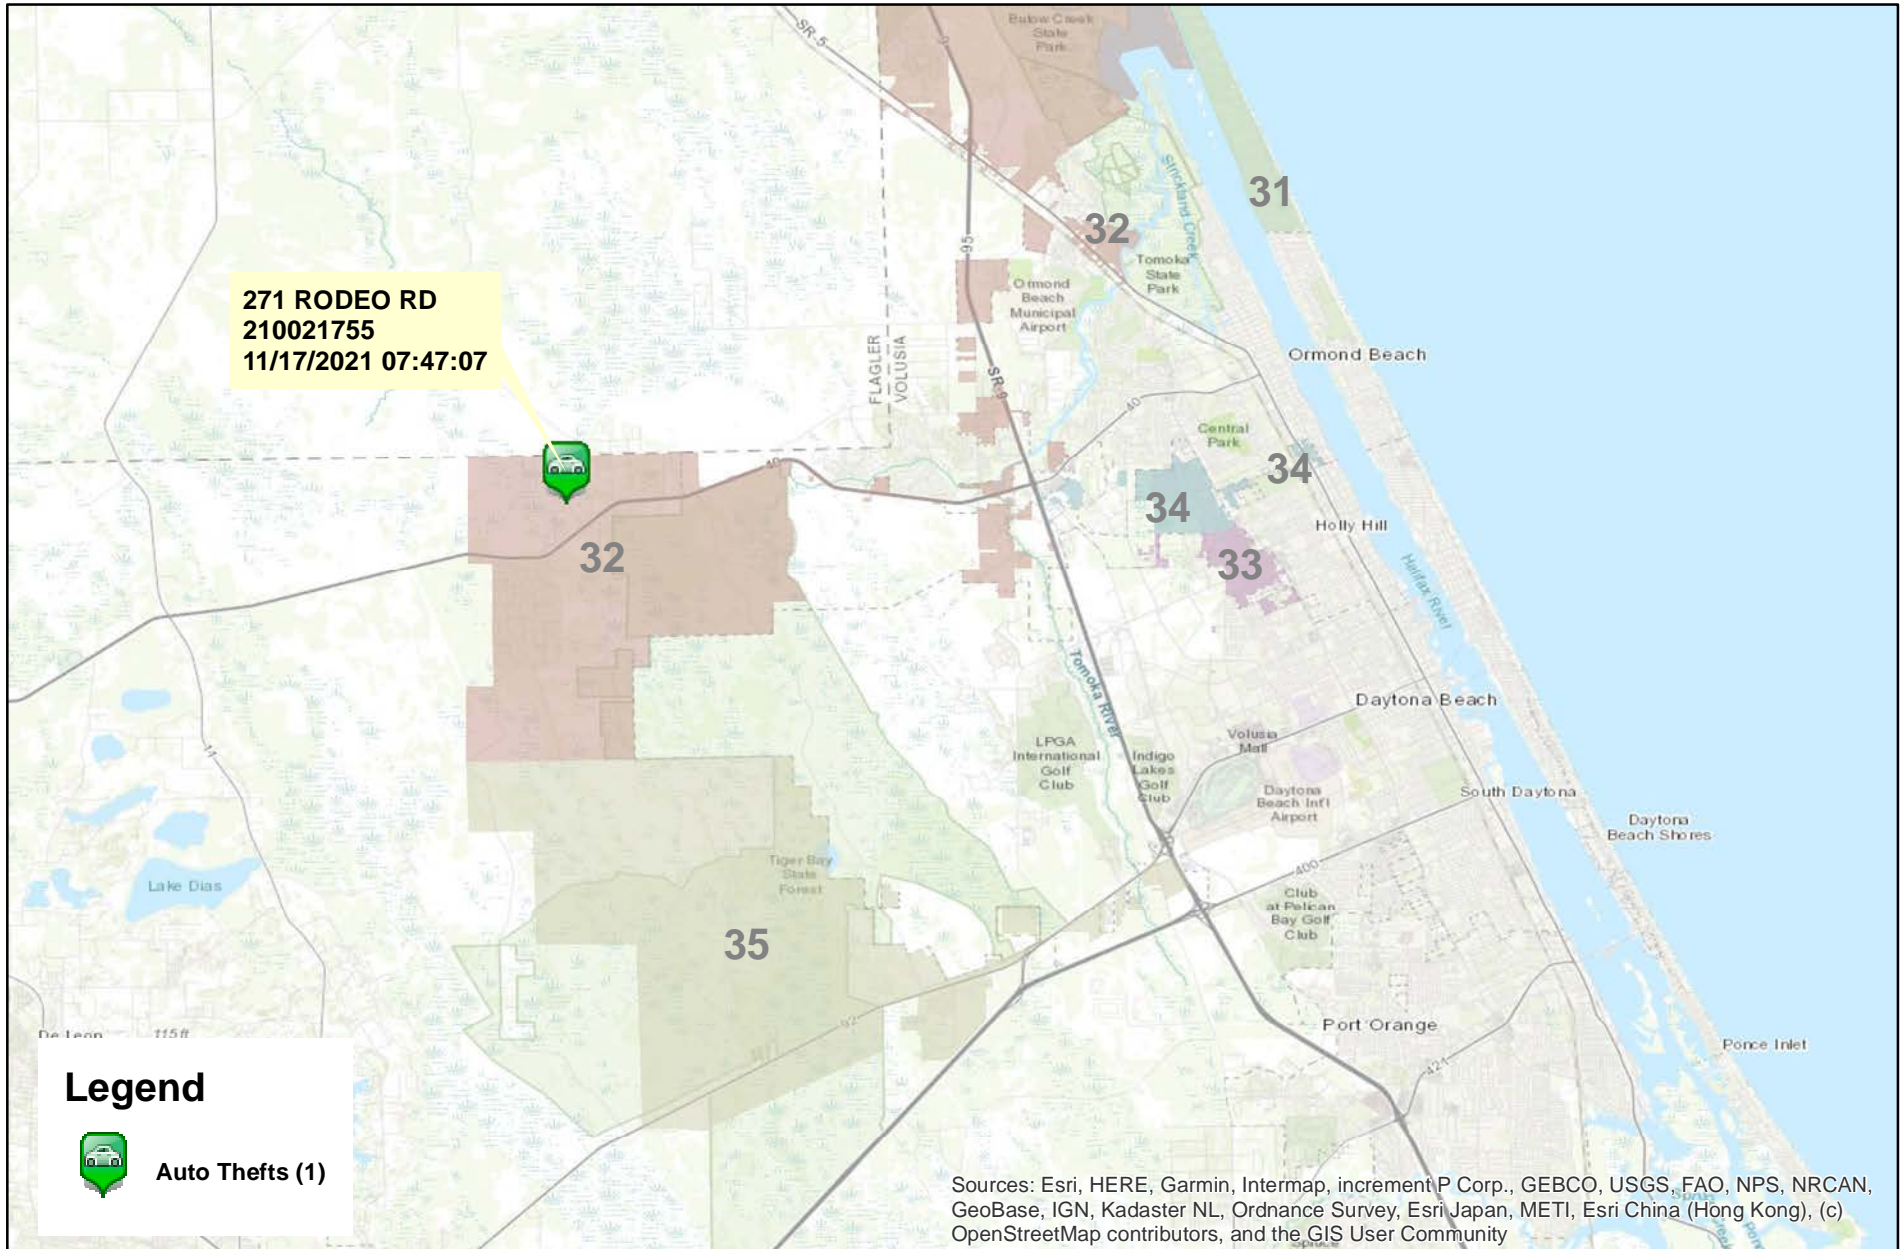 SR-5
Bulow Creek
State
Park
31
32
Strickland Creek
Tomoka
State
Park
95
Ormond
Beach
Municipal
Airport
271 RODEO RD
210021755
11/17/2021 07:47:07
FLAGLER
VOLUSIA
SR 9
Ormond Beach
40
Central
Park
40
34
34
Holly Hill
32
33
Halifax River
Tomoka River
Daytona Beach
11
LPGA
International
Golf
Club
Indigo
Lakes
Golf
Club
Volusia
Mall
Daytona
Beach Int'l
Airport
South Daytona
Daytona
Beach Shores
Tiger Bay
State
Forest
Lake Dias
400
Club
at Pelican
Bay Golf
Club
35
92
De Leon
115 ft
Port Orange
Ponce Inlet
421
Legend
Auto Thefts (1)
Sources: Esri, HERE, Garmin, Intermap, increment P Corp., GEBCO, USGS, FAO, NPS, NRCAN,
GeoBase, IGN, Kadaster NL, Ordnance Survey, Esri Japan, METI, Esri China (Hong Kong), (c)
OpenStreetMap contributors, and the GIS User Community